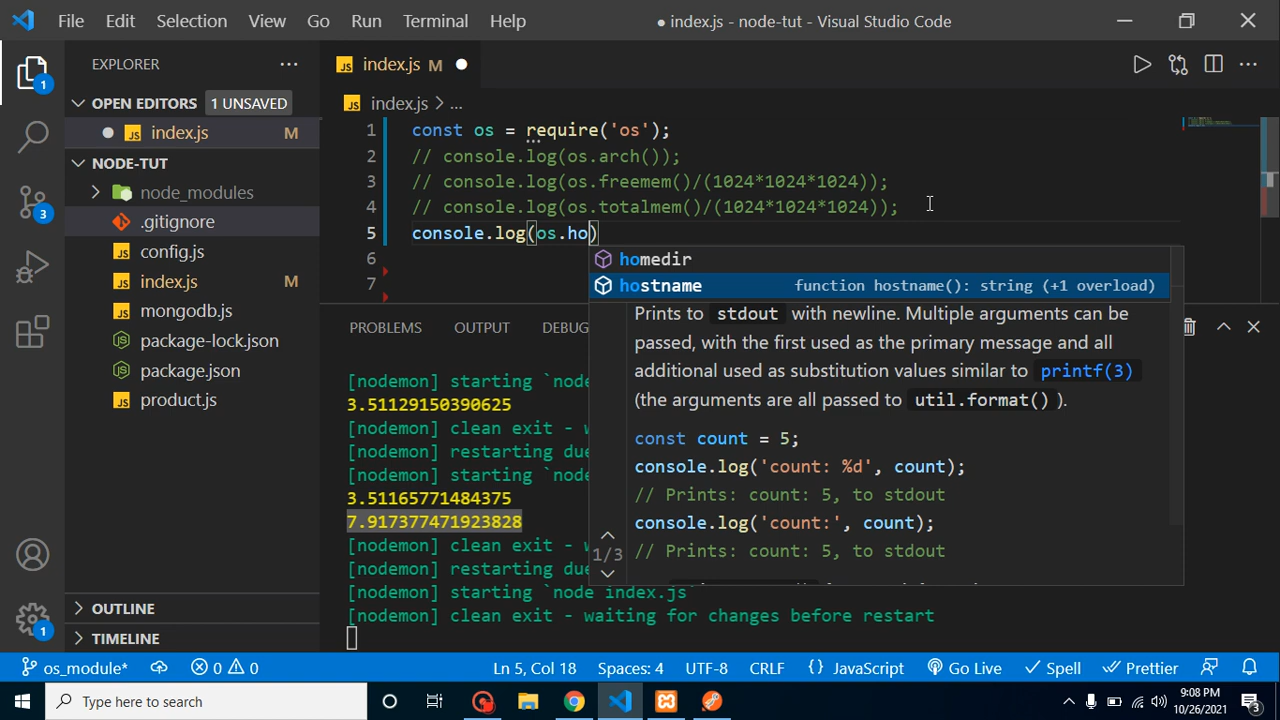 File Edit Selection View Go Run Terminal Help ● index.js - node-tut - Visual Studio Code
EXPLORER
OPEN EDITORS 1 UNSAVED
index.js M
NODE-TUT
node_modules
.gitignore
config.js
index.js M
mongodb.js
package-lock.json
package.json
product.js
OUTLINE
TIMELINE
1
3
1
index.js M
index.js > ...
1 const os = require('os');
2 // console.log(os.arch());
3 // console.log(os.freemem()/(1024*1024*1024));
4 // console.log(os.totalmem()/(1024*1024*1024));
5 console.log(os.ho)
6
7
homedir
hostname function hostname(): string (+1 overload)
Prints to stdout with newline. Multiple arguments can be
passed, with the first used as the primary message and all
additional used as substitution values similar to printf(3)
(the arguments are all passed to util.format() ).
const count = 5;
console.log('count: %d', count);
// Prints: count: 5, to stdout
console.log('count:', count);
// Prints: count: 5, to stdout
1/3
PROBLEMS OUTPUT DEBUG
[nodemon] starting `node
3.51129150390625
[nodemon] clean exit -
[nodemon] restarting due
[nodemon] starting `node
3.51165771484375
7.917377471923828
[nodemon] clean exit -
[nodemon] restarting due
[nodemon] starting `node index.js`
[nodemon] clean exit - waiting for changes before restart
os_module* 0 0 Ln 5, Col 18 Spaces: 4 UTF-8 CRLF {} JavaScript Go Live Spell Prettier
Type here to search
9:08 PM
10/26/2021
3